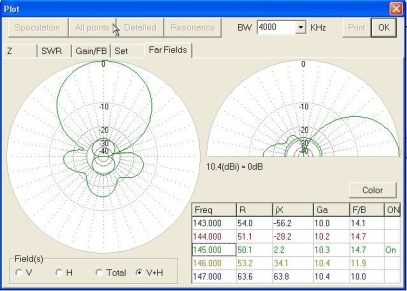 Plot
Speculation All points Detailed Resonance BW 4000 KHz Print OK
Z SWR Gain/FB Set Far Fields
0 0
-10 -10
-20 -20
-30 -30
-40 -40
10.4(dBi) = 0dB
Color
Freq R jX Ga F/B ON
143.000 54.0 -56.2 10.0 14.1
144.000 51.1 -28.2 10.2 14.7
145.000 50.1 2.2 10.3 14.7 On
146.000 53.2 34.1 10.4 11.9
147.000 63.6 63.8 10.4 10.0
Field(s)
V H Total V+H